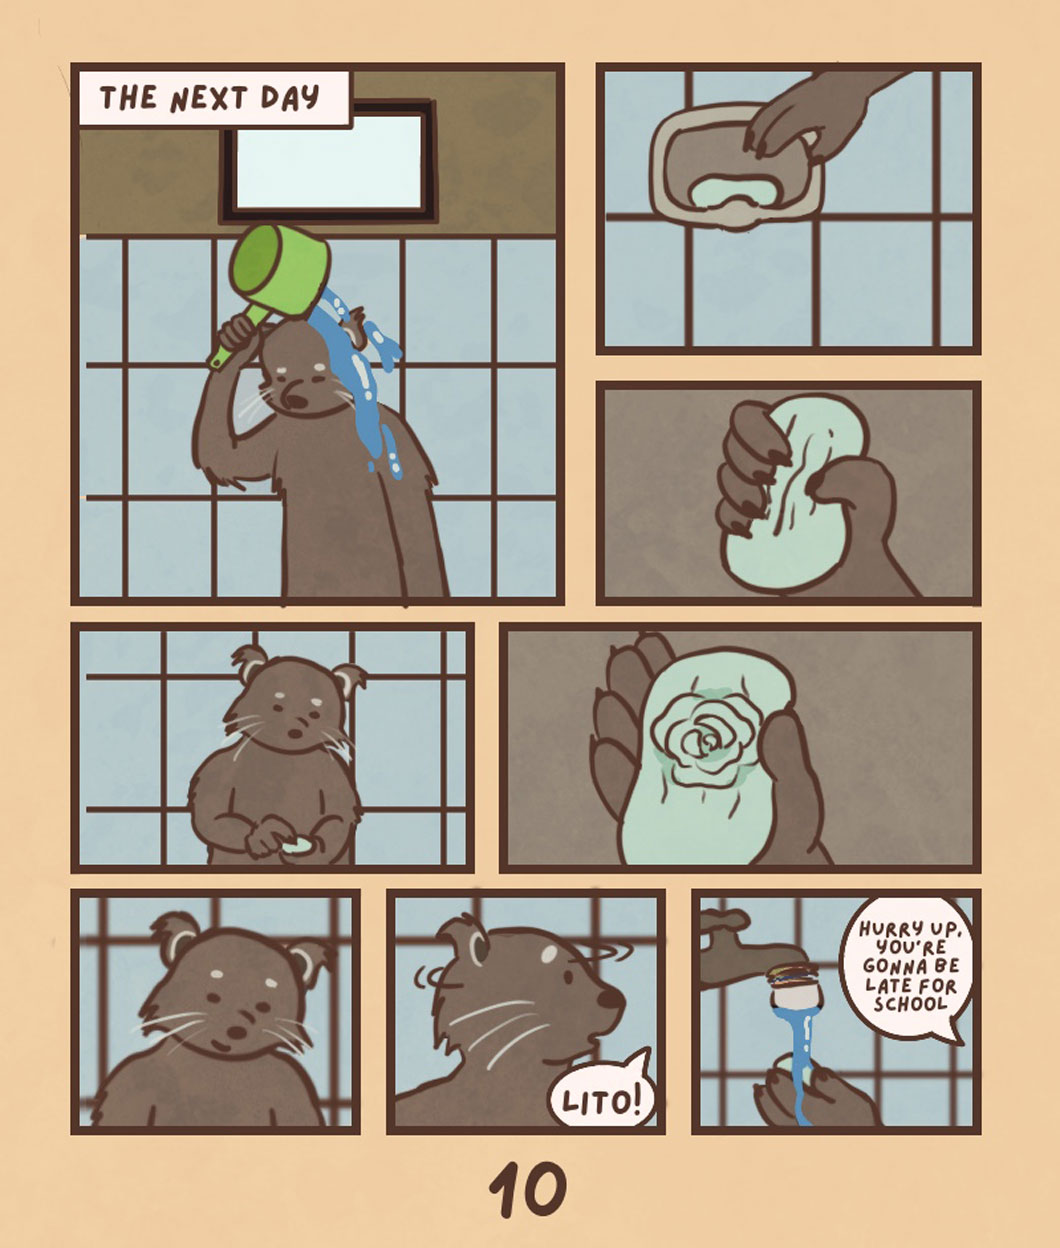 THE NEXT DAY
LITO!
HURRY UP,
YOU'RE
GONNA BE
LATE FOR
SCHOOL
10